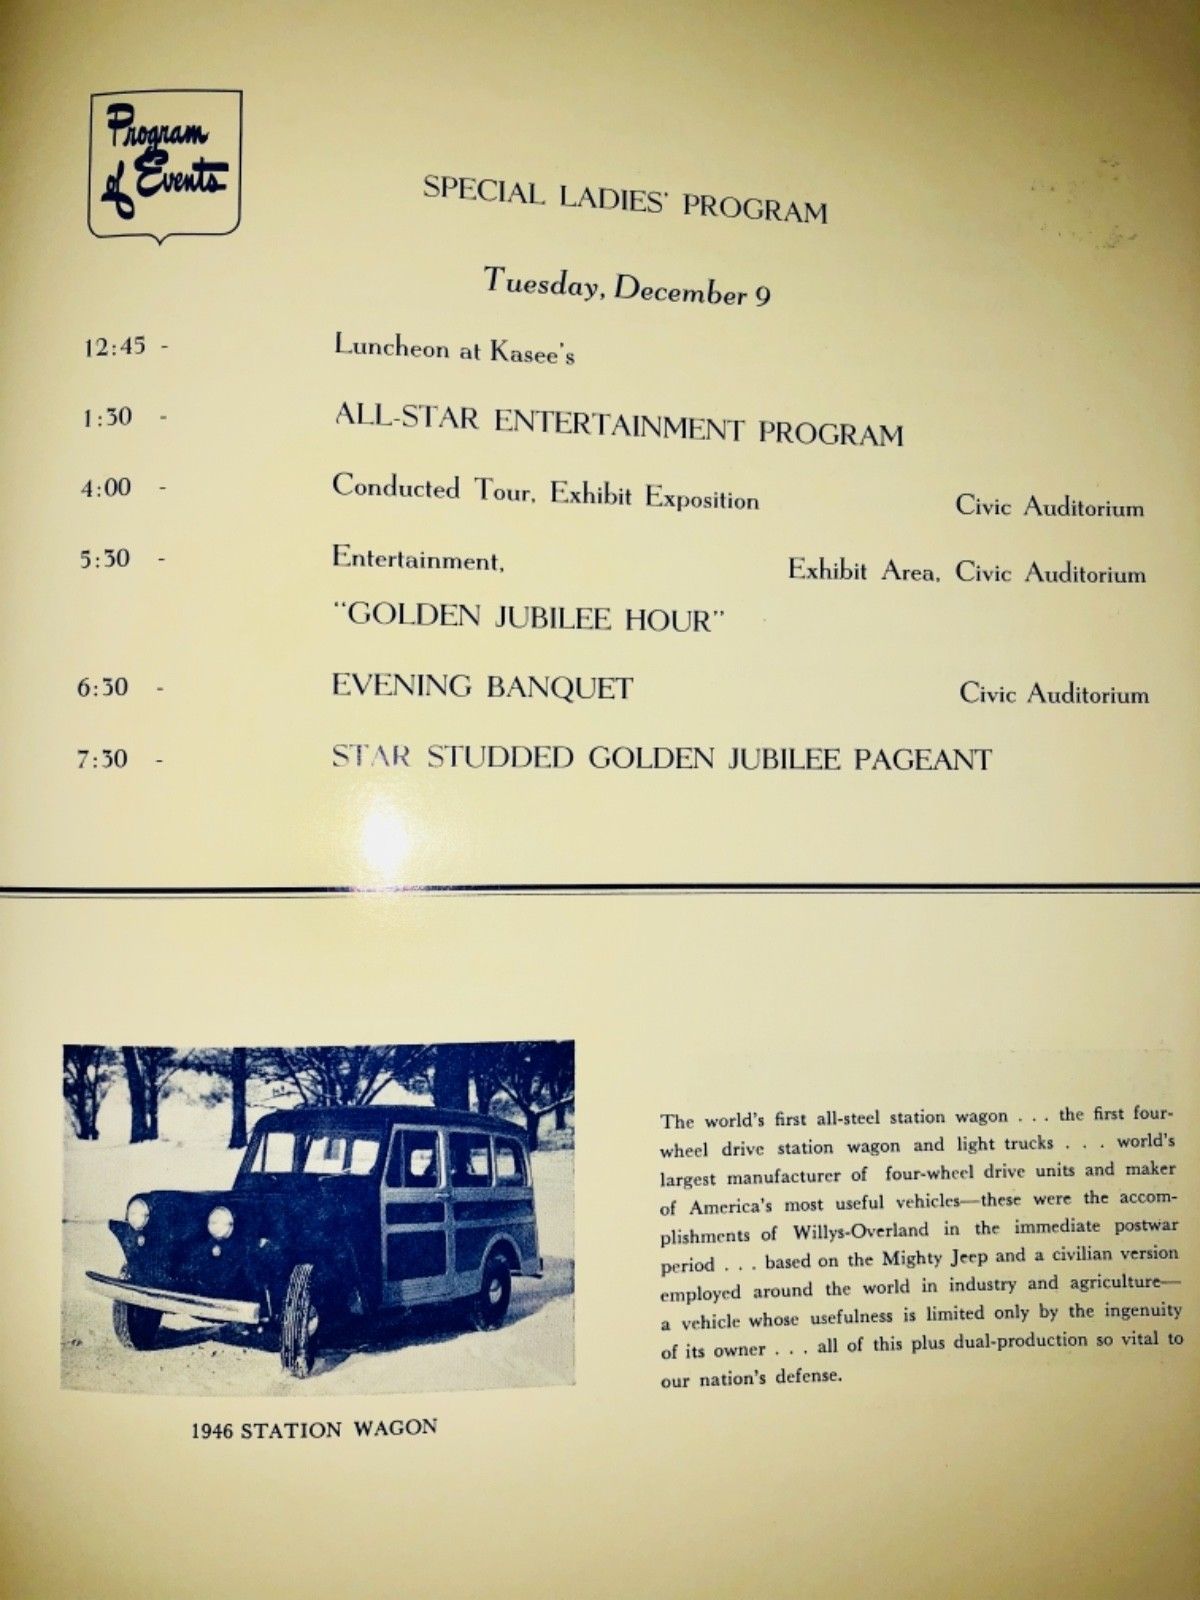 Program
of Events
SPECIAL LADIES' PROGRAM
Tuesday, December 9
12:45 - Luncheon at Kasee's
1:30 - ALL-STAR ENTERTAINMENT PROGRAM
4:00 - Conducted Tour, Exhibit Exposition Civic Auditorium
5:30 - Entertainment, Exhibit Area, Civic Auditorium
"GOLDEN JUBILEE HOUR"
6:30 - EVENING BANQUET Civic Auditorium
7:30 - STAR STUDDED GOLDEN JUBILEE PAGEANT
The world's first all-steel station wagon . . . the first four-
wheel drive station wagon and light trucks . . . world's
largest manufacturer of four-wheel drive units and maker
of America's most useful vehicles—these were the accom-
plishments of Willys-Overland in the immediate postwar
period . . . based on the Mighty Jeep and a civilian version
employed around the world in industry and agriculture—
a vehicle whose usefulness is limited only by the ingenuity
of its owner . . . all of this plus dual-production so vital to
our nation's defense.
1946 STATION WAGON